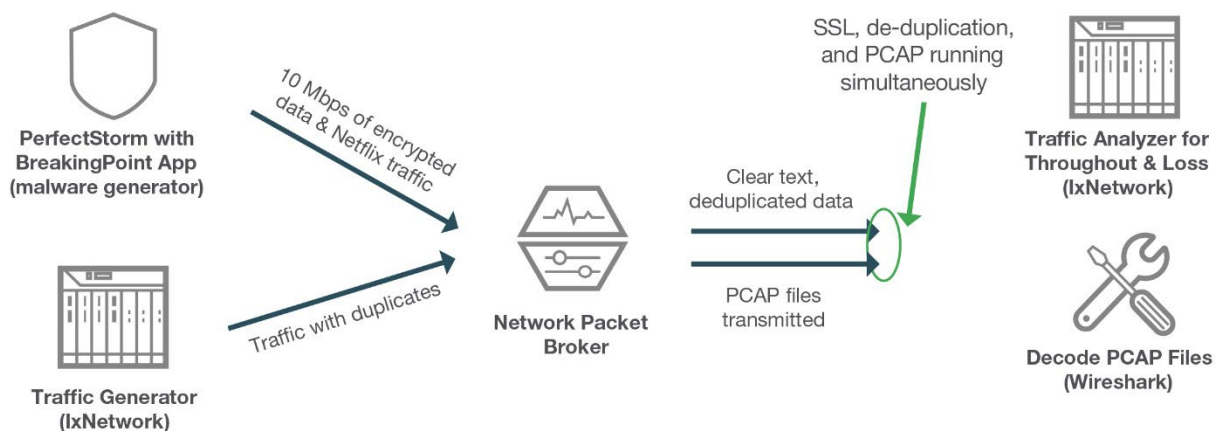 PerfectStorm with
BreakingPoint App
(malware generator)
10 Mbps of encrypted
data & Netflix traffic
Traffic Generator
(IxNetwork)
Traffic with duplicates
Network Packet
Broker
Clear text,
deduplicated data
PCAP files
transmitted
SSL, de-duplication,
and PCAP running
simultaneously
Traffic Analyzer for
Throughout & Loss
(IxNetwork)
Decode PCAP Files
(Wireshark)